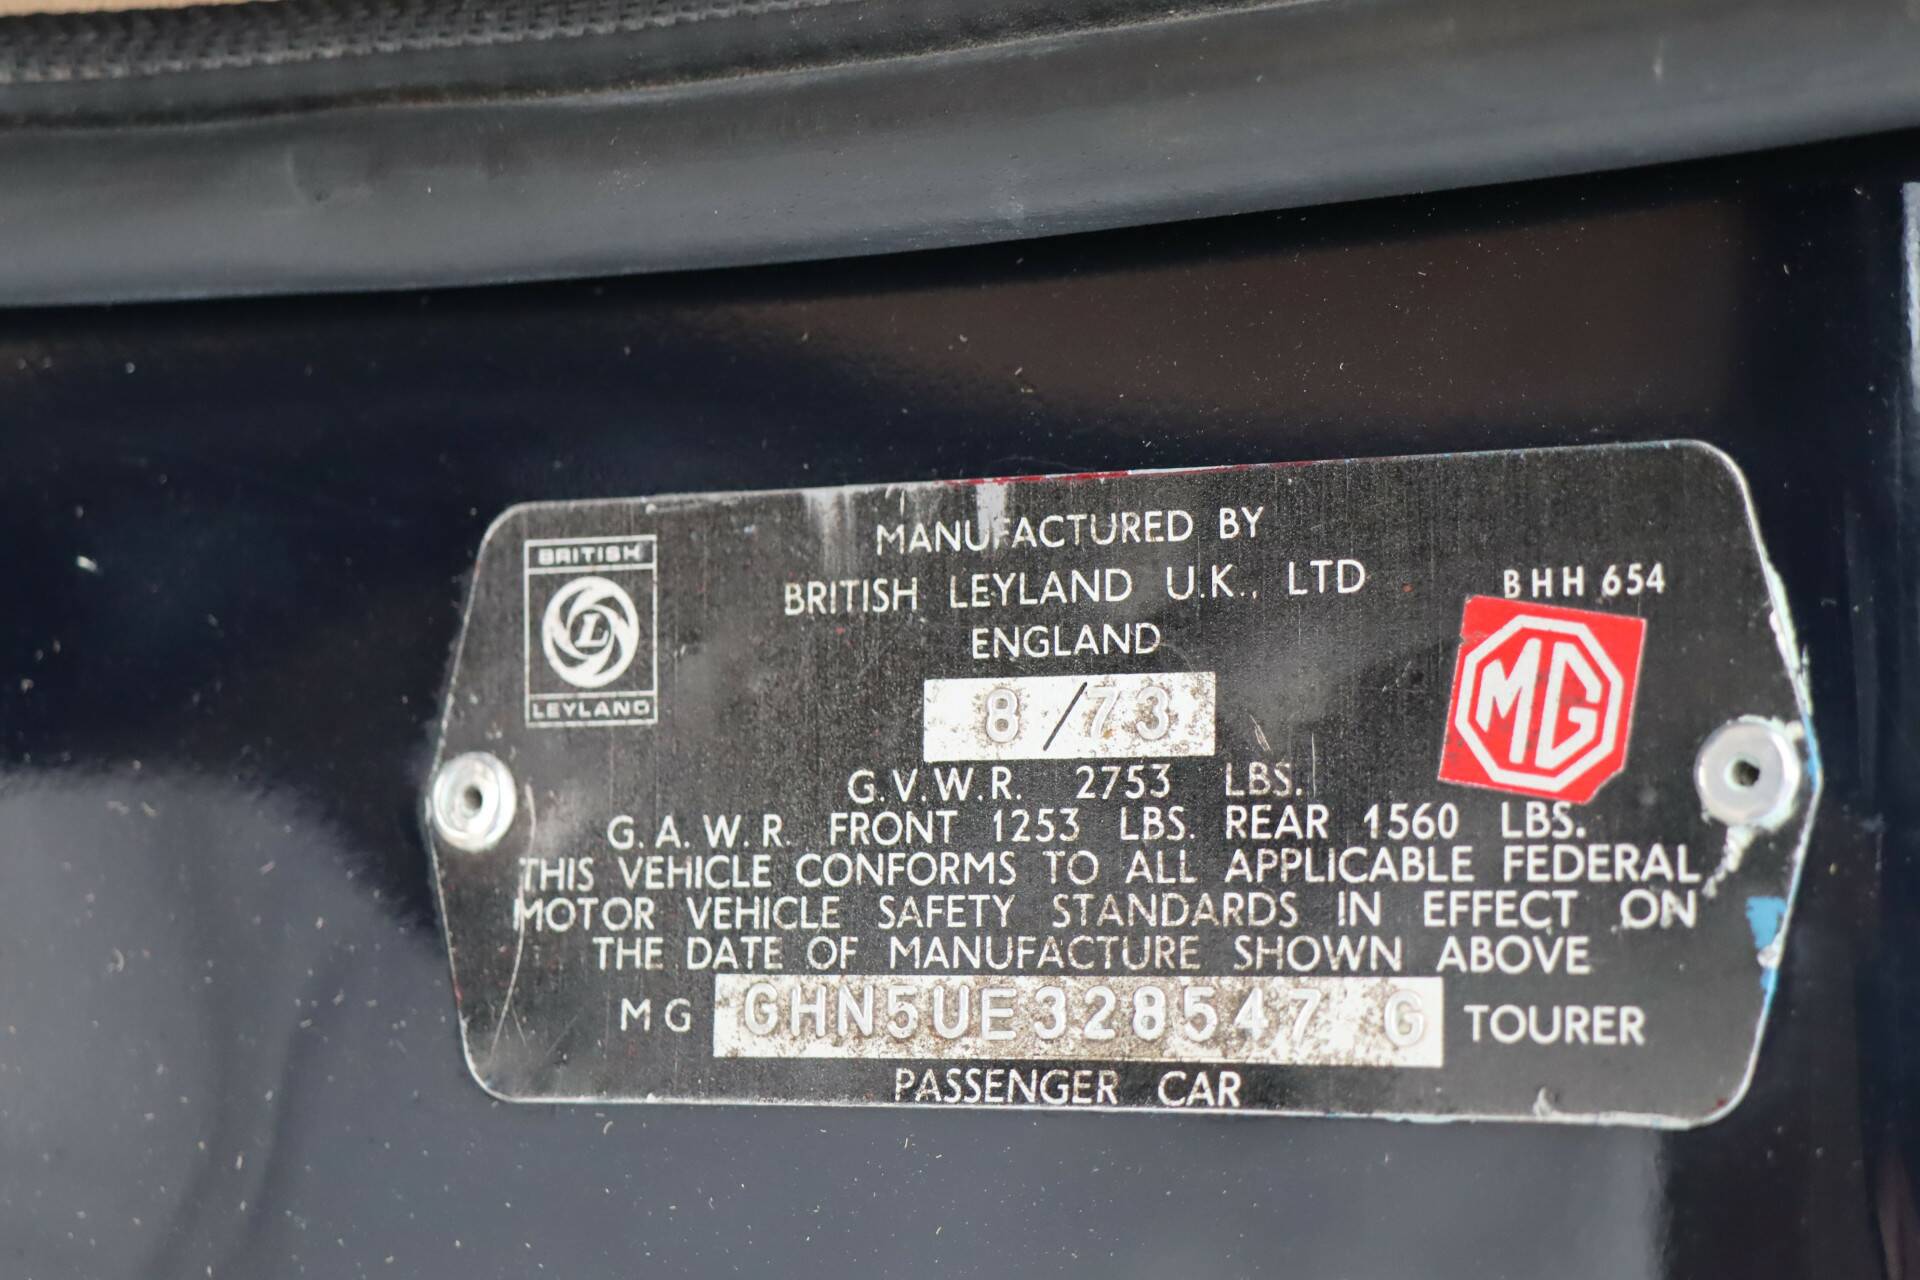 MANUFACTURED BY
BRITISH LEYLAND U.K., LTD
ENGLAND
BRITISH
L
LEYLAND
BHH 654
MG
8/73
G.V.W.R. 2753 LBS.
G.A.W.R. FRONT 1253 LBS. REAR 1560 LBS.
THIS VEHICLE CONFORMS TO ALL APPLICABLE FEDERAL
MOTOR VEHICLE SAFETY STANDARDS IN EFFECT ON
THE DATE OF MANUFACTURE SHOWN ABOVE
MG GHN5UE328547 G TOURER
PASSENGER CAR